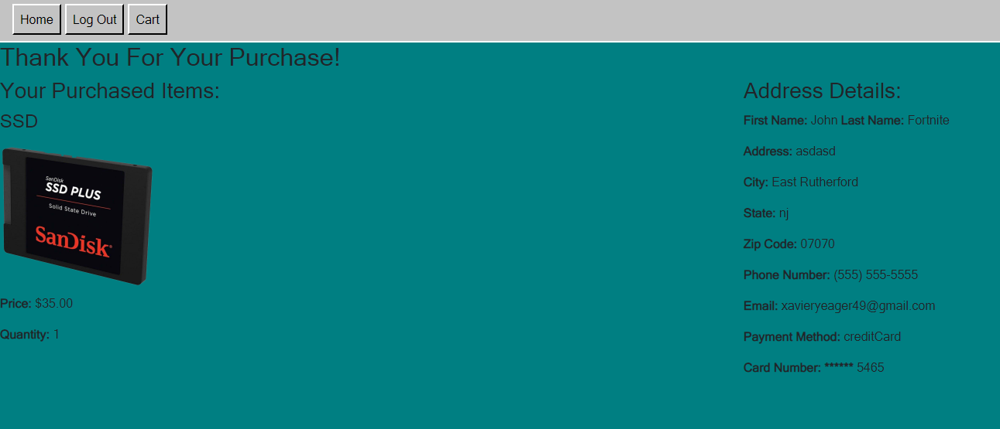 Home Log Out Cart
Thank You For Your Purchase!
Your Purchased Items:
SSD
SanDisk
SSD PLUS
Solid State Drive
SanDisk®
Price: $35.00
Quantity: 1
Address Details:
First Name: John Last Name: Fortnite
Address: asdasd
City: East Rutherford
State: nj
Zip Code: 07070
Phone Number: (555) 555-5555
Email: xavieryeager49@gmail.com
Payment Method: creditCard
Card Number: ****** 5465